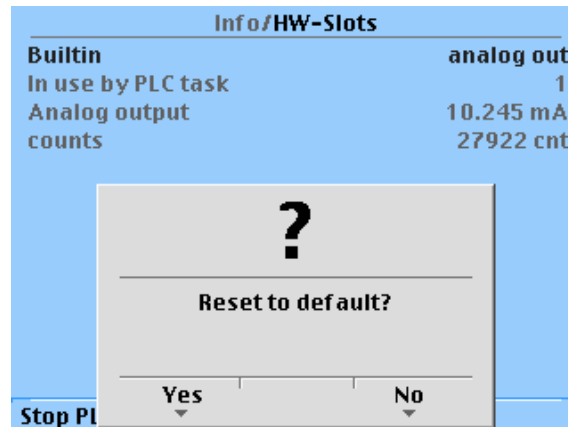 Info/HW-Slots
Builtin analog out
In use by PLC task 1
Analog output 10.245 mA
counts 27922 cnt
?
Reset to default?
Yes No
Stop PL